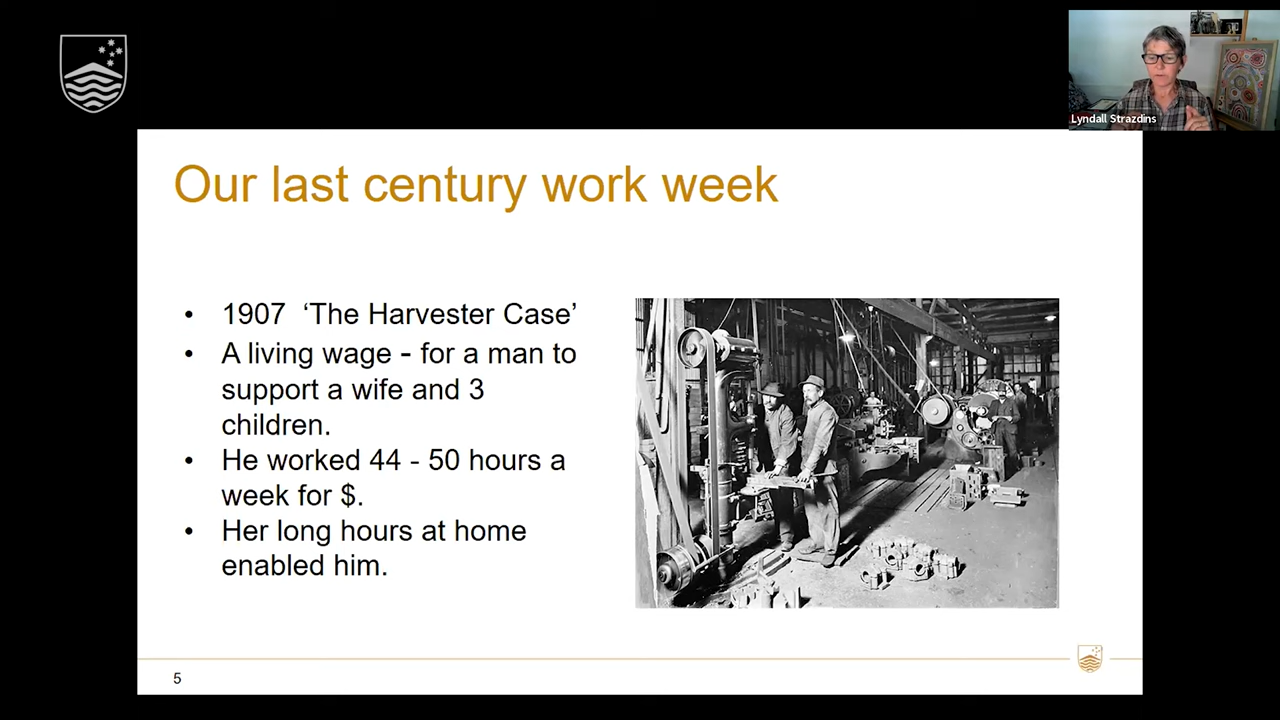 Lyndall Strazdins
Our last century work week
• 1907 ‘The Harvester Case’
• A living wage - for a man to
support a wife and 3
children.
• He worked 44 - 50 hours a
week for $.
• Her long hours at home
enabled him.
5